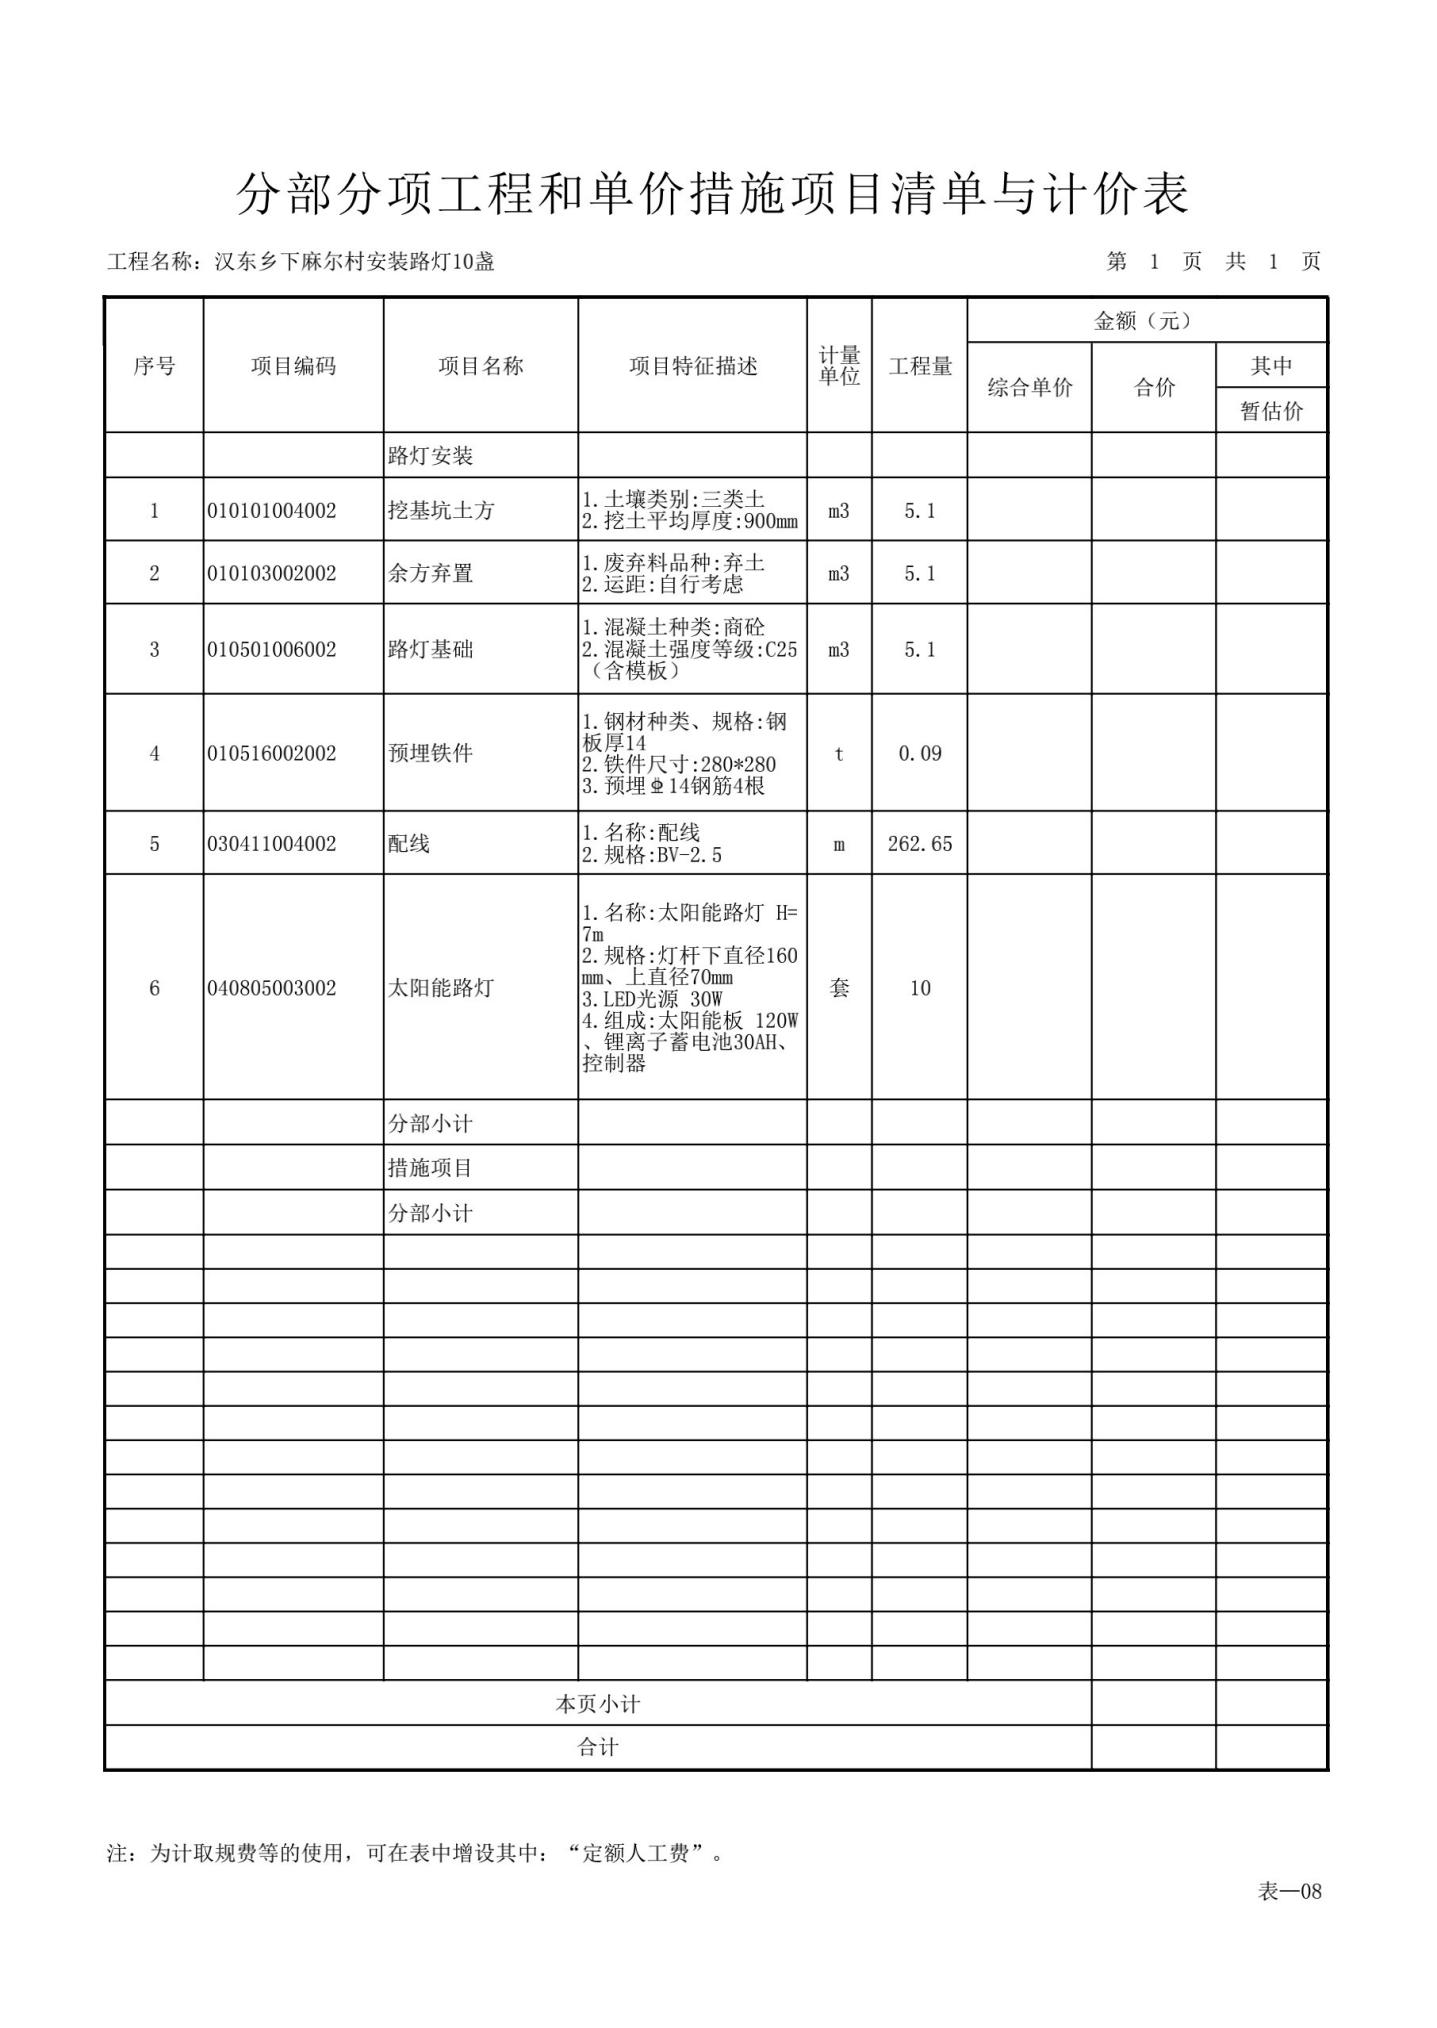 分部分项工程和单价措施项目清单与计价表
工程名称：汉东乡下麻尔村安装路灯10盏 第 1 页 共 1 页
序号 项目编码 项目名称 项目特征描述 计量单位 工程量 金额（元）
综合单价 合价 其中
暂估价
路灯安装
1 010101004002 挖基坑土方 1.土壤类别:三类土
2.挖土平均厚度:900mm m3 5.1
2 010103002002 余方弃置 1.废弃料品种:弃土
2.运距:自行考虑 m3 5.1
3 010501006002 路灯基础 1.混凝土种类:商砼
2.混凝土强度等级:C25
（含模板） m3 5.1
4 010516002002 预埋铁件 1.钢材种类、规格:钢
板厚14
2.铁件尺寸:280*280
3.预埋14钢筋4根 t 0.09
5 030411004002 配线 1.名称:配线
2.规格:BV-2.5 m 262.65
6 040805003002 太阳能路灯 1.名称:太阳能路灯 H=
7m
2.规格:灯杆下直径160
mm、上直径70mm
3.LED光源 30W
4.组成:太阳能板 120W
、锂离子蓄电池30AH、
控制器 套 10
分部小计
措施项目
分部小计
本页小计
合计
注：为计取规费等的使用，可在表中增设其中：“定额人工费”。
表—08